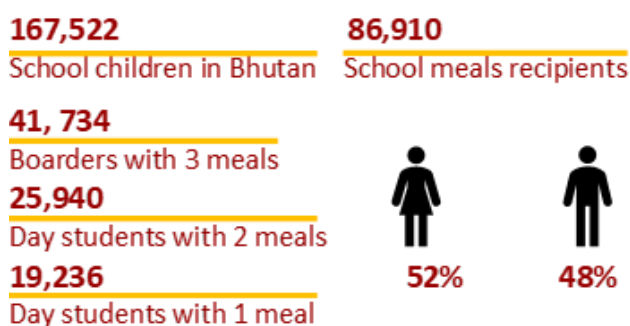 167,522
School children in Bhutan
86,910
School meals recipients
41, 734
Boarders with 3 meals
25,940
Day students with 2 meals
19,236
Day students with 1 meal
52%
48%